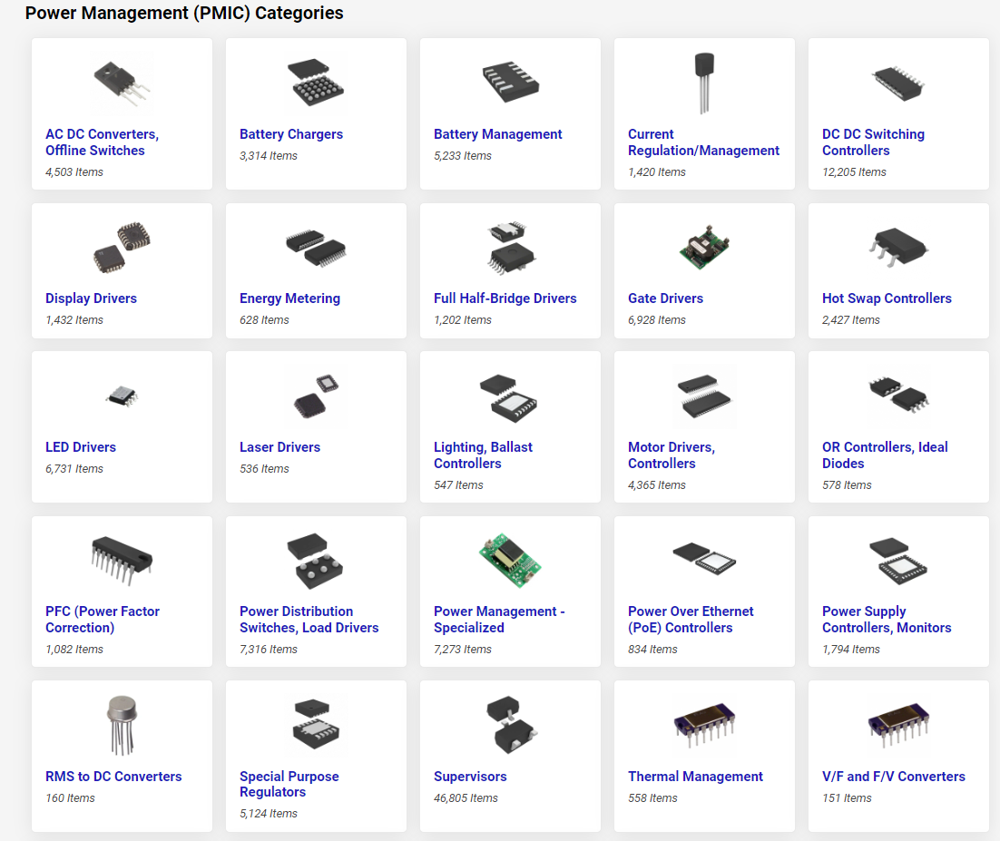 Power Management (PMIC) Categories
AC DC Converters,
Offline Switches
4,503 Items
Battery Chargers
3,314 Items
Battery Management
5,233 Items
Current
Regulation/Management
1,420 Items
DC DC Switching
Controllers
12,205 Items
Display Drivers
1,432 Items
Energy Metering
628 Items
Full Half-Bridge Drivers
1,202 Items
Gate Drivers
6,928 Items
Hot Swap Controllers
2,427 Items
LED Drivers
6,731 Items
Laser Drivers
536 Items
Lighting, Ballast
Controllers
547 Items
Motor Drivers,
Controllers
4,365 Items
OR Controllers, Ideal
Diodes
578 Items
PFC (Power Factor
Correction)
1,082 Items
Power Distribution
Switches, Load Drivers
7,316 Items
Power Management -
Specialized
7,273 Items
Power Over Ethernet
(PoE) Controllers
834 Items
Power Supply
Controllers, Monitors
1,794 Items
RMS to DC Converters
160 Items
Special Purpose
Regulators
5,124 Items
Supervisors
46,805 Items
Thermal Management
558 Items
V/F and F/V Converters
151 Items